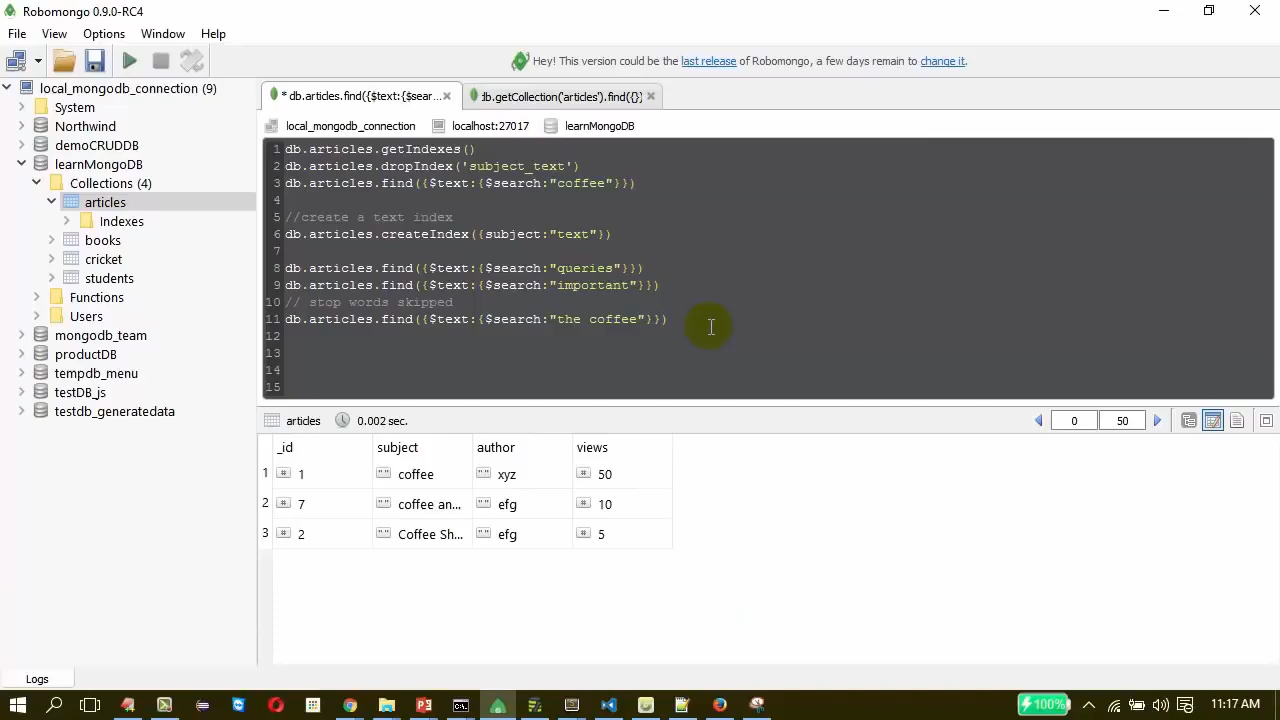 Robomongo 0.9.0-RC4
File View Options Window Help
Hey! This version could be the last release of Robomongo, a few days remain to change it.
local_mongodb_connection (9)
System
Northwind
demoCRUDDB
learnMongoDB
Collections (4)
articles
Indexes
books
cricket
students
Functions
Users
mongodb_team
productDB
tempdb_menu
testDB_js
testdb_generatedata
Logs
* db.articles.find({$text:{$sear... db.getCollection('articles').find({})
local_mongodb_connection localhost:27017 learnMongoDB
1 db.articles.getIndexes()
2 db.articles.dropIndex('subject_text')
3 db.articles.find({$text:{$search:"coffee"}})
4
5 //create a text index
6 db.articles.createIndex({subject:"text"})
7
8 db.articles.find({$text:{$search:"queries"}})
9 db.articles.find({$text:{$search:"important"}})
10 // stop words skipped
11 db.articles.find({$text:{$search:"the coffee"}})
12
13
14
15
articles 0.002 sec. 0 50
_id subject author views
1 # 1 "" coffee "" xyz # 50
2 # 7 "" coffee an... "" efg # 10
3 # 2 "" Coffee Sh... "" efg # 5
100% 11:17 AM